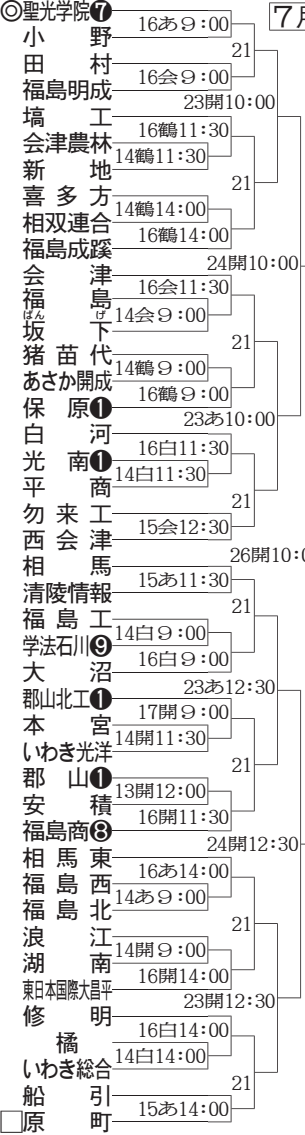 ◎聖光学院❼
小野
田村
福島明成
塙工
会津農林
新地
喜多方
相双連合
福島成蹊
会津
福島
坂下
ばんげ
猪苗代
あさか開成
保原❶
白河
光南❶
平商
勿来工
西会津
相馬
清陵情報
福島工
学法石川❾
大沼
郡山北工❶
本宮
いわき光洋
郡山❶
安積
福島商❽
相馬東
福島西
福島北
浪江
湖南
東日本国際大昌平
修明
橘
いわき総合
船引
□原町
16あ9:00
16会9:00
16鶴11:30
14鶴11:30
14鶴14:00
16鶴14:00
16会11:30
14会9:00
14鶴9:00
16鶴9:00
16白11:30
14白11:30
15会12:30
15あ11:30
14白9:00
16白9:00
17開9:00
14開11:30
13開12:00
16開11:30
16あ14:00
14あ9:00
14開9:00
16開14:00
16白14:00
14白14:00
15あ14:00
21
21
21
21
21
21
21
21
23開10:00
23あ10:00
23あ12:30
23開12:30
24開10:00
24開12:30
26開10:0
7月